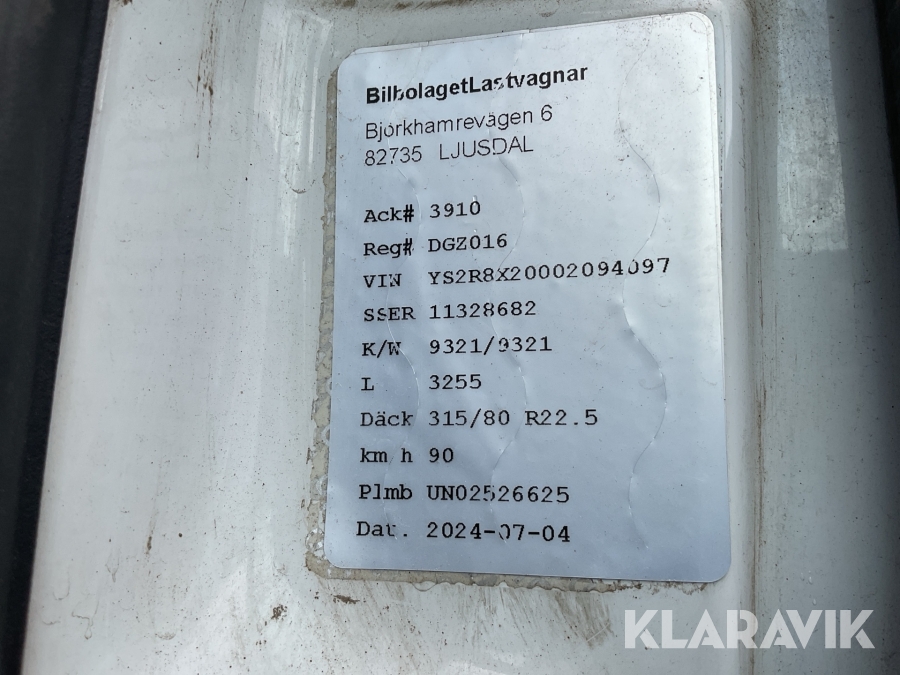 BilbolagetLastvagnar
Björkhamrevägen 6
82735 LJUSDAL
Ack# 3910
Reg# DGZ016
VIN YS2R8X20002094097
SSER 11328682
K/W 9321/9321
L 3255
Däck 315/80 R22.5
km h 90
Plmb UN02526625
Dat. 2024-07-04
KLARAVIK